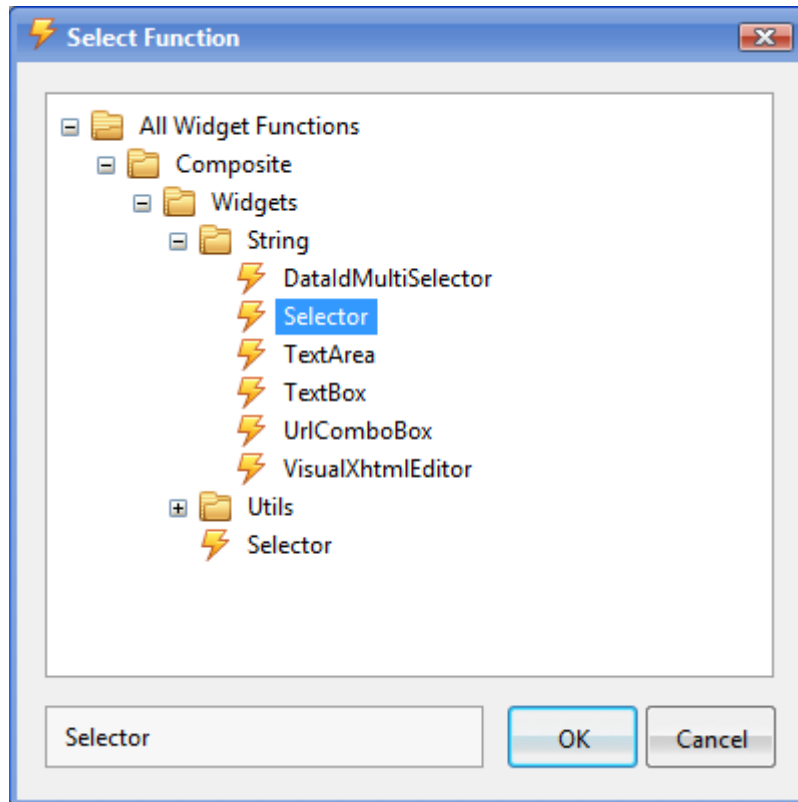 Select Function
All Widget Functions
Composite
Widgets
String
DataIdMultiSelector
Selector
TextArea
TextBox
UrlComboBox
VisualXhtmlEditor
Utils
Selector
Selector
OK
Cancel